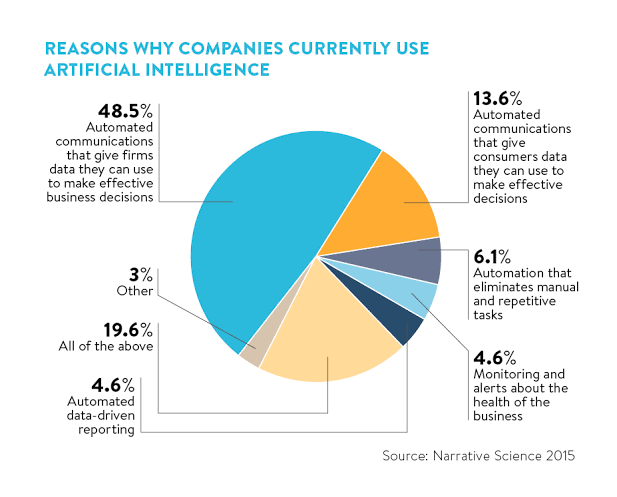 REASONS WHY COMPANIES CURRENTLY USE
ARTIFICIAL INTELLIGENCE
48.5%
Automated
communications
that give firms
data they can use
to make effective
business decisions
13.6%
Automated
communications
that give
consumers data
they can use to
make effective
decisions
6.1%
Automation that
eliminates manual
and repetitive
tasks
4.6%
Monitoring and
alerts about the
health of the
business
3%
Other
19.6%
All of the above
4.6%
Automated
data-driven
reporting
Source: Narrative Science 2015